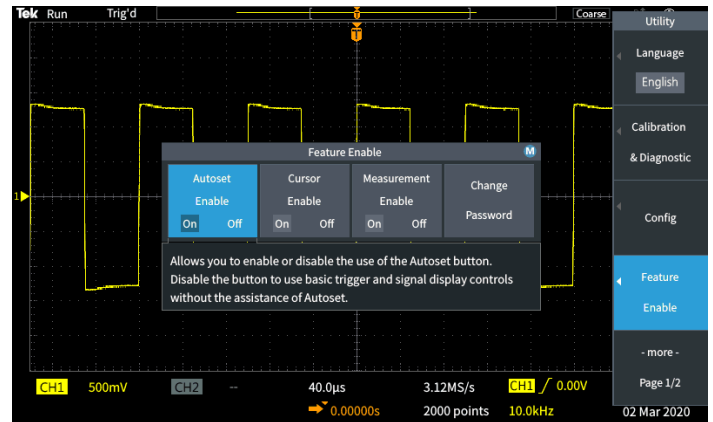 Tek Run Trig'd Coarse
T
Utility
Language
English
Calibration
& Diagnostic
Config
Feature
Enable
- more -
Page 1/2
Feature Enable M
Autoset
Enable
On Off
Cursor
Enable
On Off
Measurement
Enable
On Off
Change
Password
Allows you to enable or disable the use of the Autoset button.
Disable the button to use basic trigger and signal display controls
without the assistance of Autoset.
1
CH1 500mV CH2 -- 40.0μs 3.12MS/s CH1 0.00V
0.00000s 2000 points 10.0kHz 02 Mar 2020